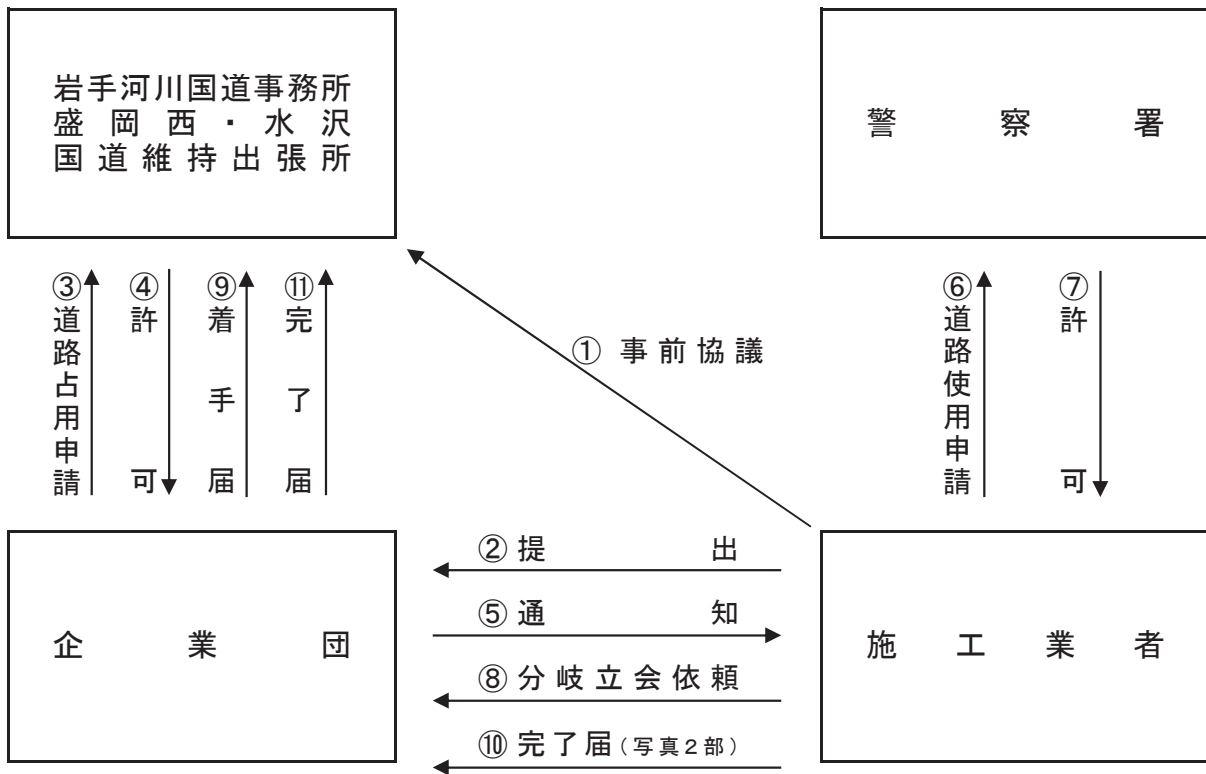 岩手河川国道事務所
盛岡西・水沢
国道維持出張所
警察署
③道路占用申請
④許可
⑨着手届
⑪完了届
① 事前協議
⑥道路使用申請
⑦許可
②提出
⑤通知
⑧分岐立会依頼
⑩完了届(写真2部)
企業団
施工業者